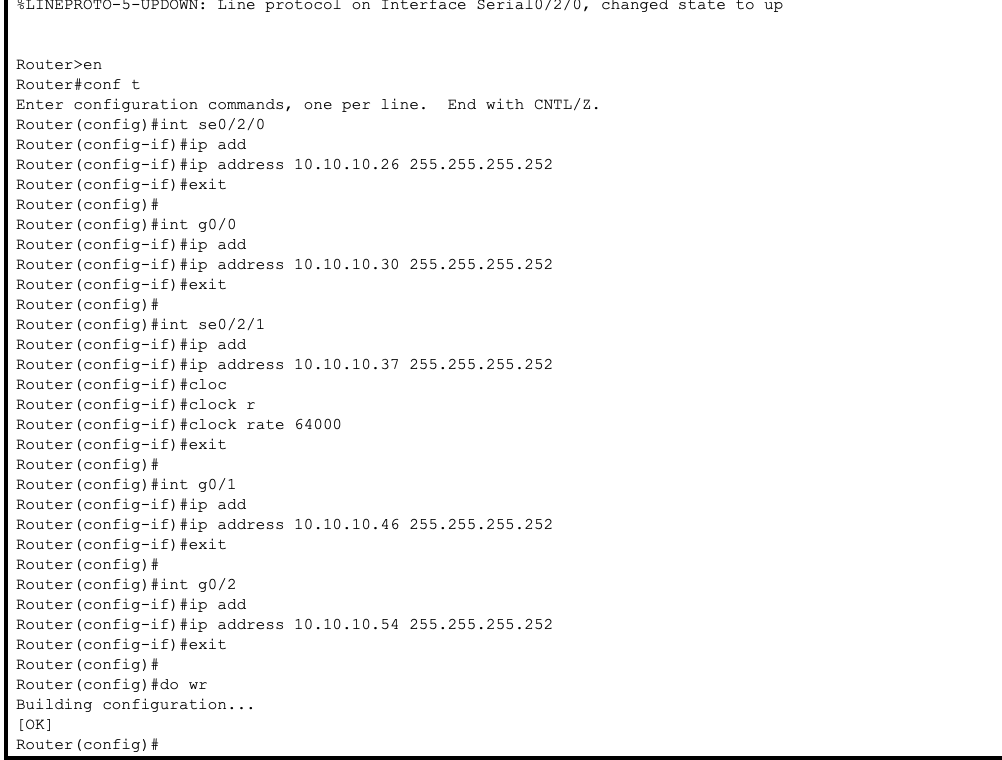 %LINEPROTO-5-UPDOWN: Line protocol on Interface Serial0/2/0, changed state to up
Router>en
Router#conf t
Enter configuration commands, one per line.  End with CNTL/Z.
Router(config)#int se0/2/0
Router(config-if)#ip add
Router(config-if)#ip address 10.10.10.26 255.255.255.252
Router(config-if)#exit
Router(config)#
Router(config)#int g0/0
Router(config-if)#ip add
Router(config-if)#ip address 10.10.10.30 255.255.255.252
Router(config-if)#exit
Router(config)#
Router(config)#int se0/2/1
Router(config-if)#ip add
Router(config-if)#ip address 10.10.10.37 255.255.255.252
Router(config-if)#cloc
Router(config-if)#clock r
Router(config-if)#clock rate 64000
Router(config-if)#exit
Router(config)#
Router(config)#int g0/1
Router(config-if)#ip add
Router(config-if)#ip address 10.10.10.46 255.255.255.252
Router(config-if)#exit
Router(config)#
Router(config)#int g0/2
Router(config-if)#ip add
Router(config-if)#ip address 10.10.10.54 255.255.255.252
Router(config-if)#exit
Router(config)#
Router(config)#do wr
Building configuration...
[OK]
Router(config)#